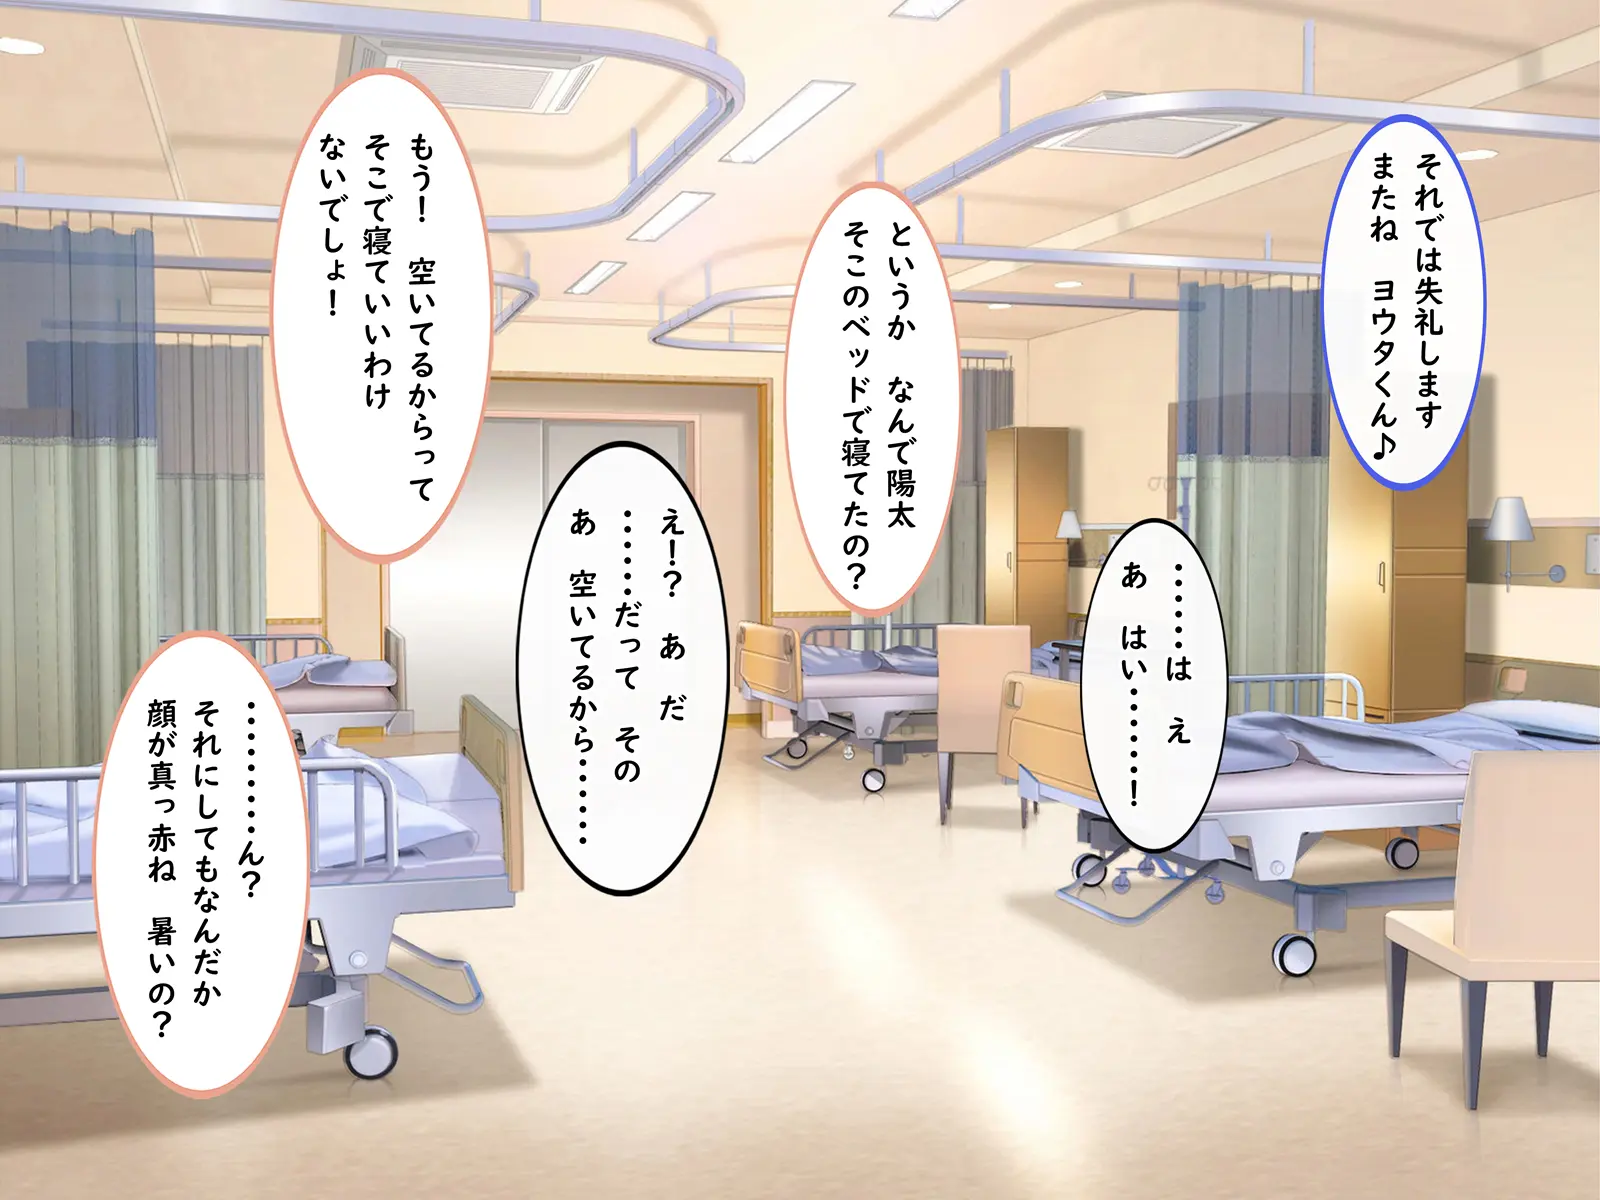 それでは失礼します
またね　ヨウタくん♪
……は　え
あ　はい………！
というか　なんで陽太
そこのベッドで寝てたの？
え！？　あ　だ
……だって　その
あ　空いてるから………
もう！　空いてるからって
そこで寝ていいわけ
ないでしょ！
………ん？
それにしてもなんだか
顔が真っ赤ね　暑いの？